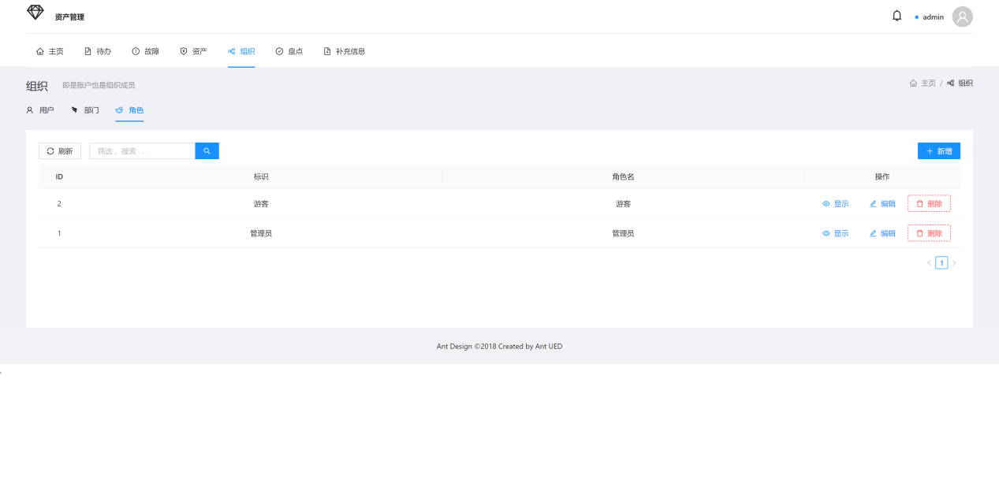 资产管理
admin
主页 待办 故障 资产 组织 盘点 补充信息
组织 即是账户也是组织成员
主页 / 组织
用户 部门 角色
刷新 筛选、搜索 . . .
新增
ID 标识 角色名 操作
2 游客 游客 显示 编辑 删除
1 管理员 管理员 显示 编辑 删除
< 1 >
Ant Design ©2018 Created by Ant UED